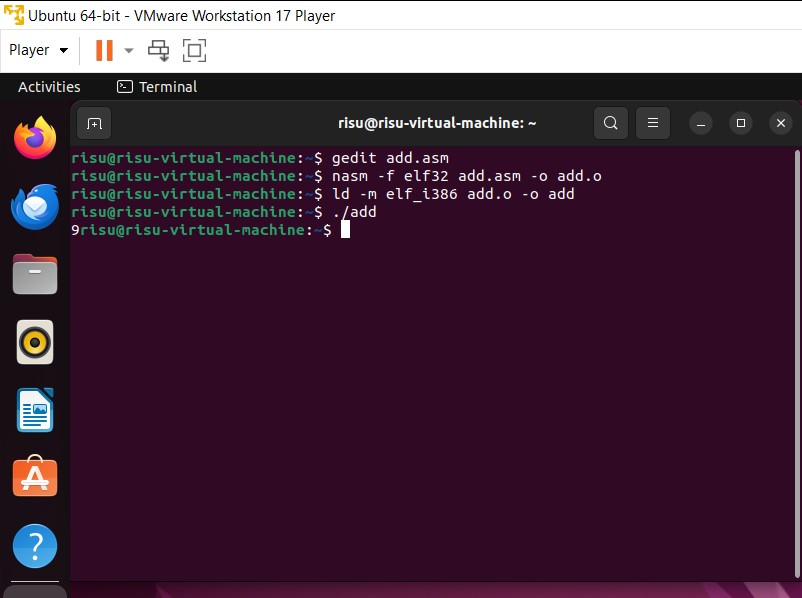 Ubuntu 64-bit - VMware Workstation 17 Player
Player
Activities Terminal
risu@risu-virtual-machine: ~
risu@risu-virtual-machine:~$ gedit add.asm
risu@risu-virtual-machine:~$ nasm -f elf32 add.asm -o add.o
risu@risu-virtual-machine:~$ ld -m elf_i386 add.o -o add
risu@risu-virtual-machine:~$ ./add
9risu@risu-virtual-machine:~$